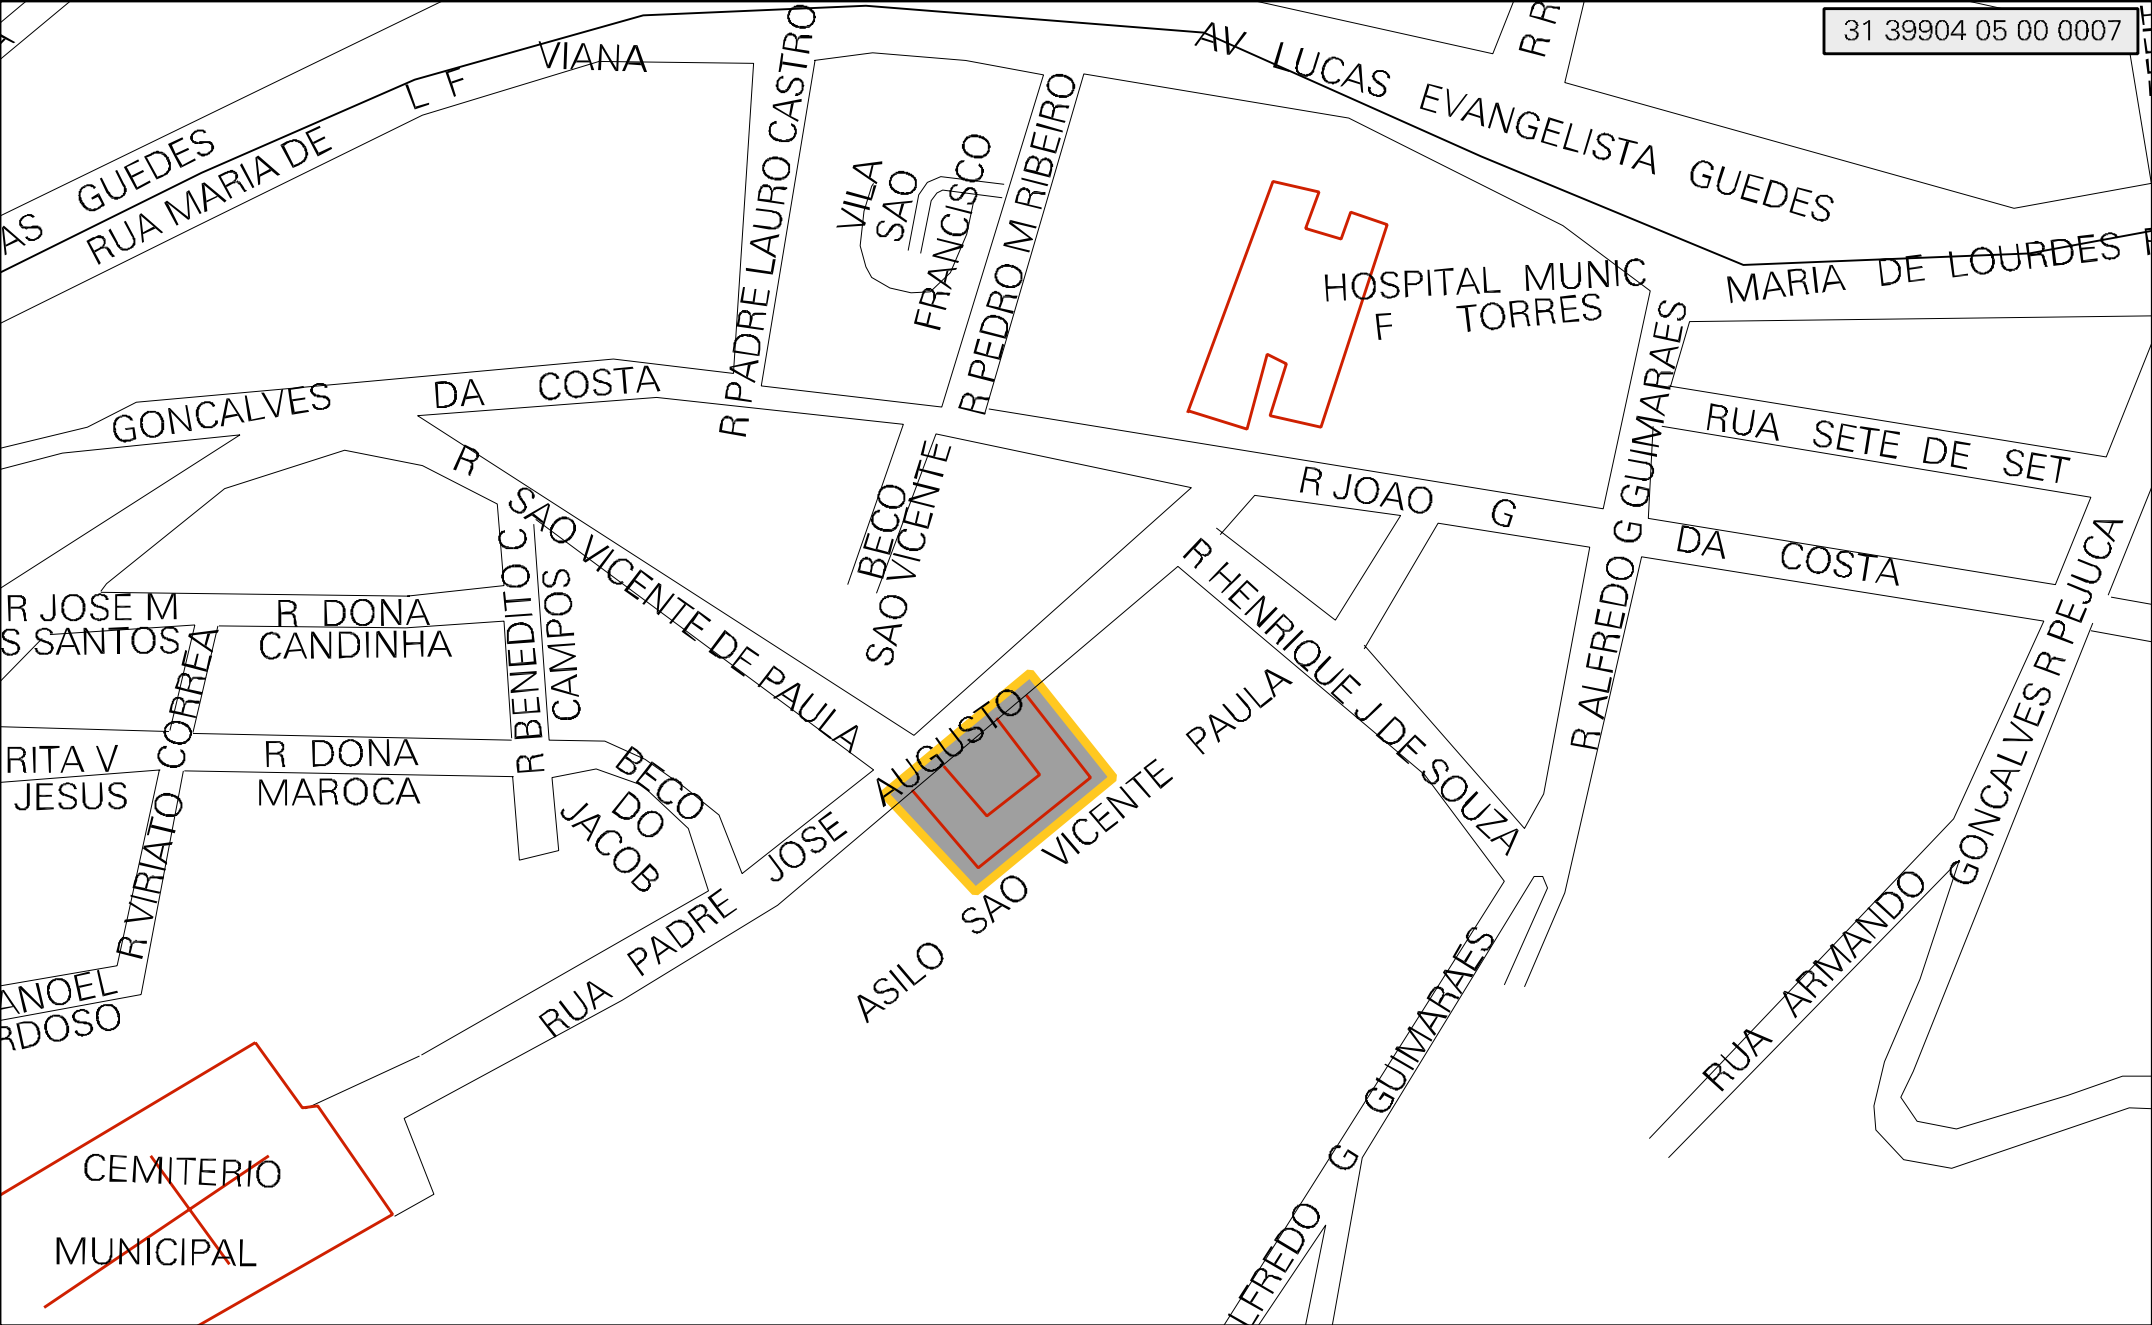 31 39904 05 00 0007
AV LUCAS EVANGELISTA GUEDES
R R
L F VIANA
AS GUEDES
RUA MARIA DE
R PADRE LAURO CASTRO
VILA
SAO
FRANCISCO
R PEDRO M RIBEIRO
HOSPITAL MUNIC
F TORRES
MARIA DE LOURDES
GONCALVES DA COSTA
R JOAO G DA COSTA
RUA SETE DE SET
R ALFREDO G GUIMARAES
R SAO VICENTE DE PAULA
BECO
SAO VICENTE
R HENRIQUE J DE SOUZA
GONCALVES R PEJUCA
R JOSE M
S SANTOS
R DONA
CANDINHA
R BENEDITO C
CAMPOS
R VIRIATO CORREA
RITA V
JESUS
R DONA
MAROCA
BECO
DO
JACOB
RUA PADRE JOSE AUGUSTO
ASILO SAO VICENTE PAULA
ANOEL
RDOSO
RUA ARMANDO
LFREDO G GUIMARAES
CEMITERIO
MUNICIPAL